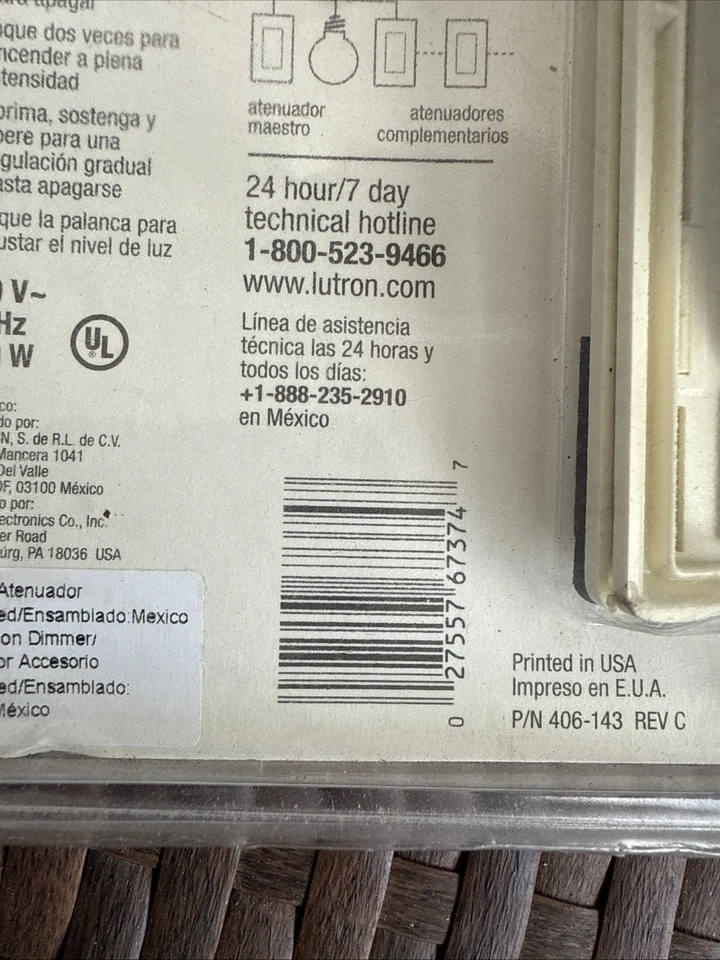 para apagar
que dos veces para
encender a plena
intensidad
oprima, sostenga y
gulación gradual
asta apagarse
que la palanca para
ustar el nivel de luz
V~
Hz
W
UL
atenuador
maestro
atenuadores
complementarios
24 hour/7 day
technical hotline
1-800-523-9466
www.lutron.com
Línea de asistencia
técnica las 24 horas y
todos los días:
+1-888-235-2910
en México
co:
do por:
N, S. de R.L. de C.V.
Mancera 1041
Del Valle
DF, 03100 México
o por:
ectronics Co., Inc.
er Road
urg, PA 18036 USA
Atenuador
ed/Ensamblado:Mexico
on Dimmer/
or Accesorio
ed/Ensamblado:
México
0 27557 67374 7
Printed in USA
Impreso en E.U.A.
P/N 406-143 REV C